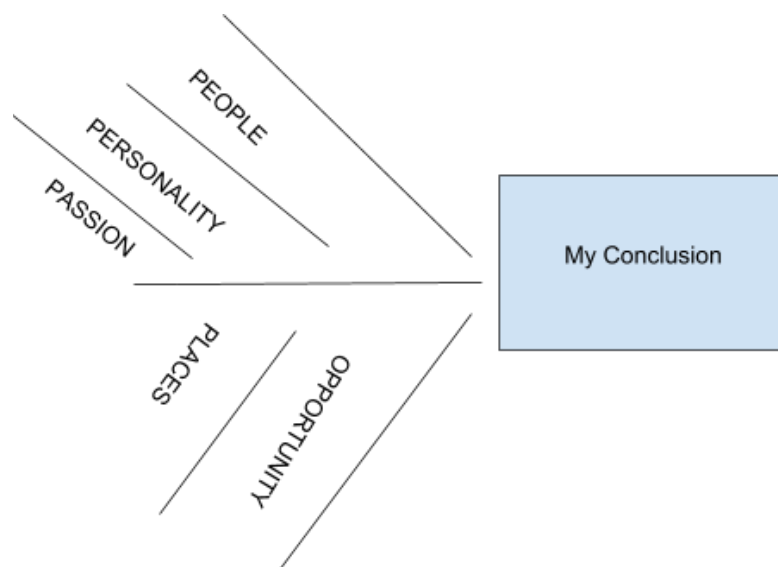 PEOPLE
PERSONALITY
PASSION
My Conclusion
PLACES
OPPORTUNITY